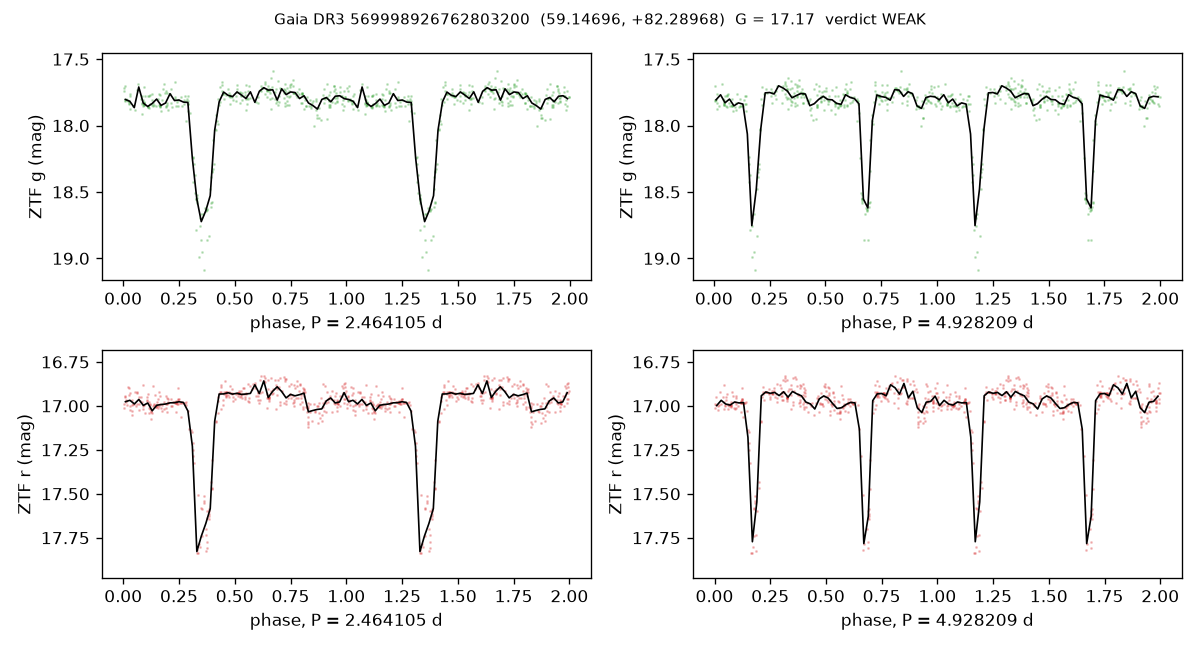 Gaia DR3 569998926762803200 (59.14696, +82.28968) G = 17.17 verdict WEAK
17.5
18.0
18.5
19.0
ZTF g (mag)
0.00 0.25 0.50 0.75 1.00 1.25 1.50 1.75 2.00
phase, P = 2.464105 d
17.5
18.0
18.5
19.0
ZTF g (mag)
0.00 0.25 0.50 0.75 1.00 1.25 1.50 1.75 2.00
phase, P = 4.928209 d
16.75
17.00
17.25
17.50
17.75
ZTF r (mag)
0.00 0.25 0.50 0.75 1.00 1.25 1.50 1.75 2.00
phase, P = 2.464105 d
16.75
17.00
17.25
17.50
17.75
ZTF r (mag)
0.00 0.25 0.50 0.75 1.00 1.25 1.50 1.75 2.00
phase, P = 4.928209 d